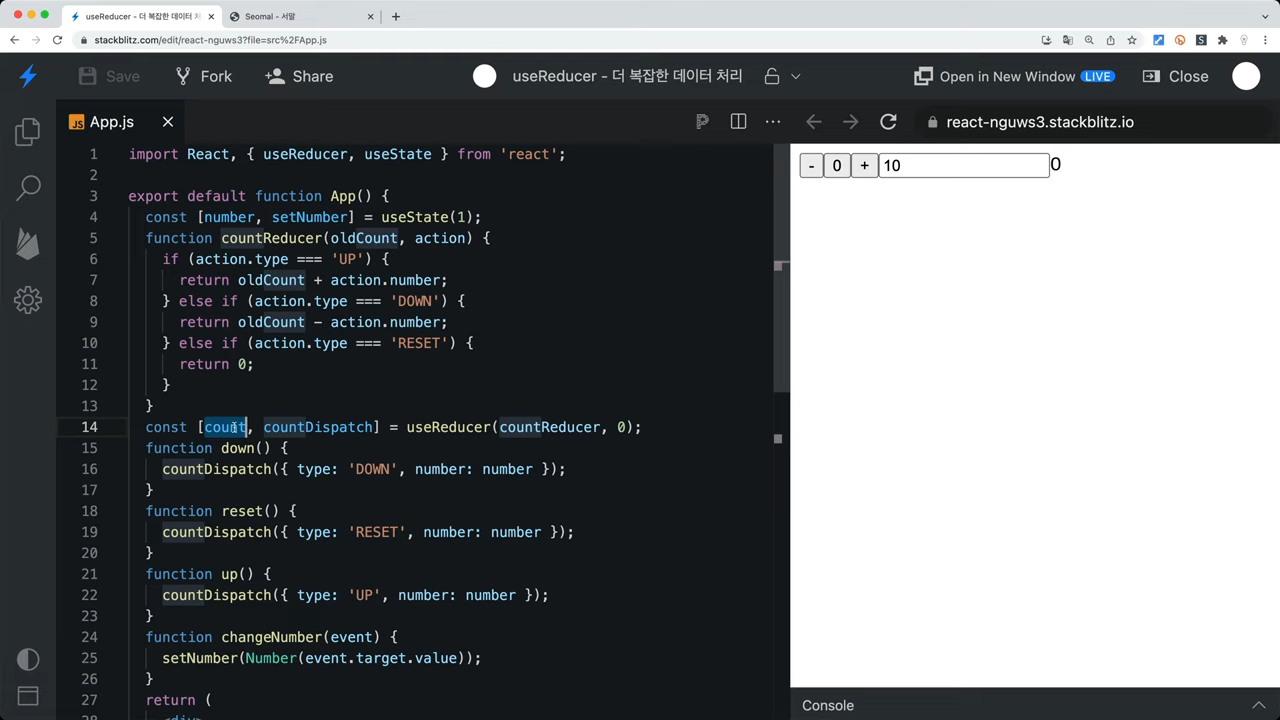 useReducer - 더 복잡한 데이터 처리
Seomal - 서말
stackblitz.com/edit/react-nguws3?file=src%2FApp.js
Save
Fork
Share
useReducer - 더 복잡한 데이터 처리
Open in New Window
LIVE
Close
JS App.js
react-nguws3.stackblitz.io
1 import React, { useReducer, useState } from 'react';
2
3 export default function App() {
4 const [number, setNumber] = useState(1);
5 function countReducer(oldCount, action) {
6 if (action.type === 'UP') {
7 return oldCount + action.number;
8 } else if (action.type === 'DOWN') {
9 return oldCount - action.number;
10 } else if (action.type === 'RESET') {
11 return 0;
12 }
13 }
14 const [count, countDispatch] = useReducer(countReducer, 0);
15 function down() {
16 countDispatch({ type: 'DOWN', number: number });
17 }
18 function reset() {
19 countDispatch({ type: 'RESET', number: number });
20 }
21 function up() {
22 countDispatch({ type: 'UP', number: number });
23 }
24 function changeNumber(event) {
25 setNumber(Number(event.target.value));
26 }
27 return (
28 <div>
- 0 + 10 0
Console